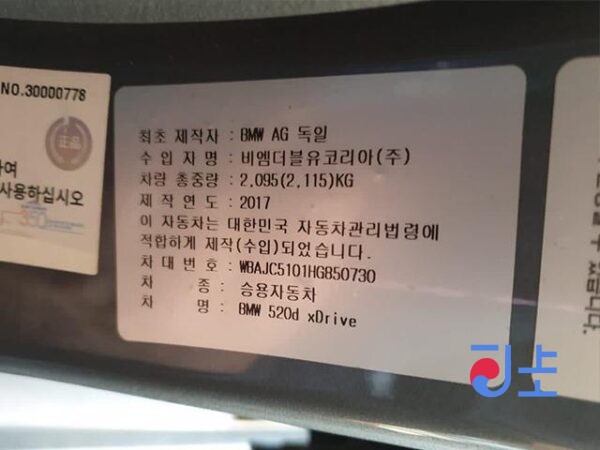 NO.30000778
正品
하여
사용하십시오
최초 제작자 : BMW AG 독일
수 입 자 명 : 비엠더블유코리아(주)
차량 총중량 : 2,095(2,115)KG
제 작 연 도 : 2017
이 자동차는 대한민국 자동차관리법령에
적합하게 제작(수입)되었습니다.
차 대 번 호 : WBAJC5101HG850730
차 종 : 승용자동차
차 명 : BMW 520d xDrive